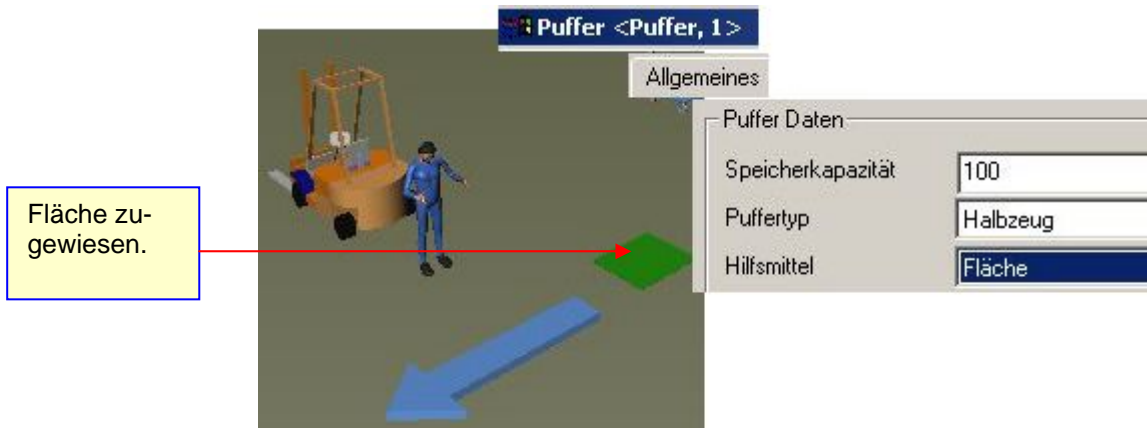 Puffer <Puffer, 1>
Allgemeines
Puffer Daten
Speicherkapazität 100
Puffertyp Halbzeug
Hilfsmittel Fläche
Fläche zu-
gewiesen.